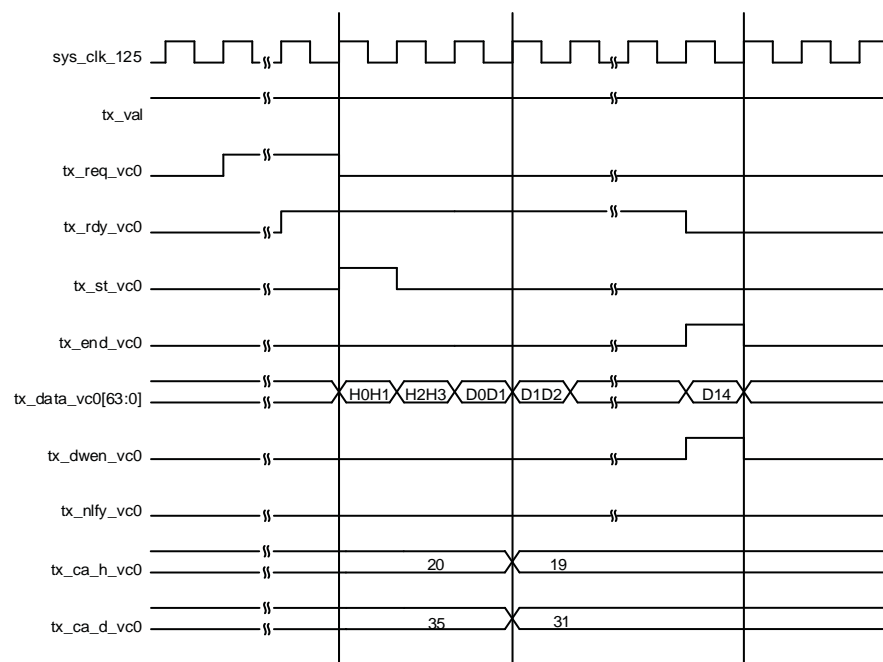 sys_clk_125
tx_val
tx_req_vc0
tx_rdy_vc0
tx_st_vc0
tx_end_vc0
tx_data_vc0[63:0] H0H1 H2H3 D0D1 D1D2 D14
tx_dwen_vc0
tx_nlfy_vc0
tx_ca_h_vc0 20 19
tx_ca_d_vc0 35 31